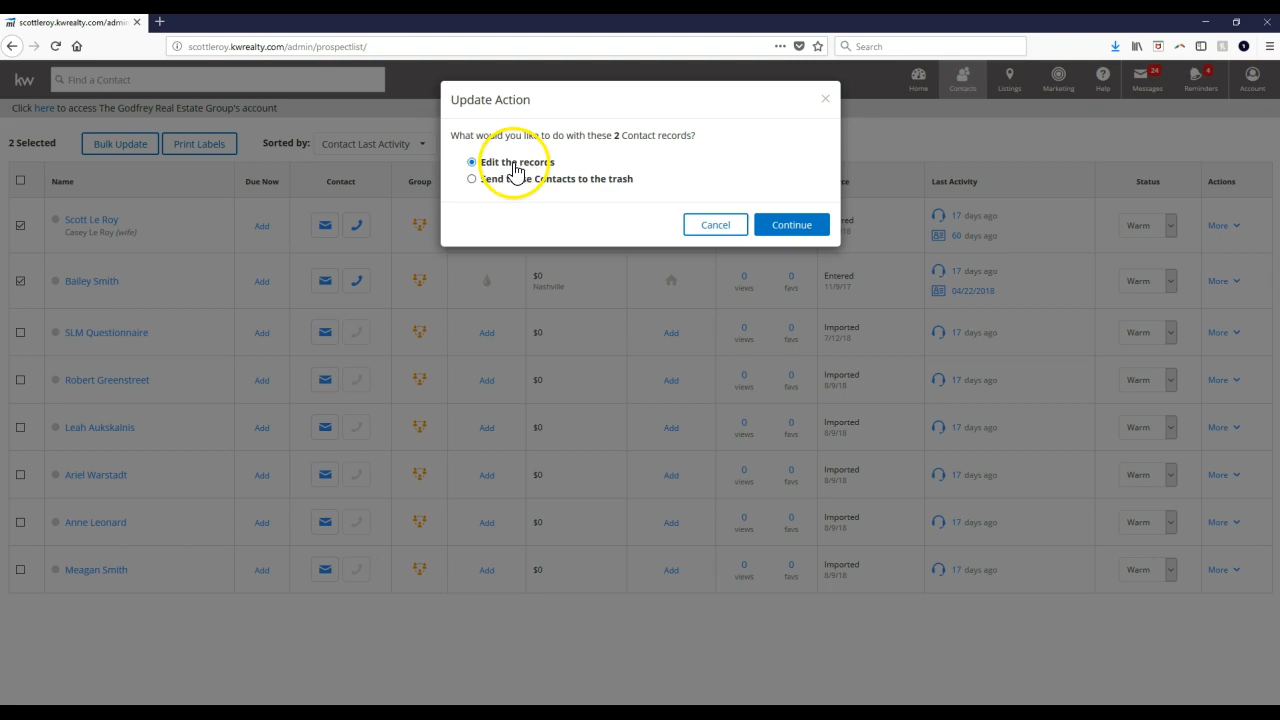 scottleroy.kwrealty.com/admin
scottleroy.kwrealty.com/admin/prospectlist/
Search
kw
Find a Contact
Home
Contacts
Listings
Marketing
Help
24
Messages
4
Reminders
Account
Click here to access The Godfrey Real Estate Group's account
Update Action
What would you like to do with these 2 Contact records?
Edit the records
Send these Contacts to the trash
Cancel
Continue
2 Selected
Bulk Update
Print Labels
Sorted by:
Contact Last Activity
Name
Due Now
Contact
Group
Last Activity
Status
Actions
Scott Le Roy
Casey Le Roy (wife)
Add
17 days ago
60 days ago
Warm
More
Bailey Smith
Add
$0
Nashville
0
views
0
favs
Entered
11/9/17
17 days ago
04/22/2018
Warm
More
SLM Questionnaire
Add
Add
$0
Add
0
views
0
favs
Imported
7/12/18
17 days ago
Warm
More
Robert Greenstreet
Add
Add
$0
Add
0
views
0
favs
Imported
8/9/18
17 days ago
Warm
More
Leah Aukskalnis
Add
Add
$0
Add
0
views
0
favs
Imported
8/9/18
17 days ago
Warm
More
Ariel Warstadt
Add
Add
$0
Add
0
views
0
favs
Imported
8/9/18
17 days ago
Warm
More
Anne Leonard
Add
Add
$0
Add
0
views
0
favs
Imported
8/9/18
17 days ago
Warm
More
Meagan Smith
Add
Add
$0
Add
0
views
0
favs
Imported
8/9/18
17 days ago
Warm
More